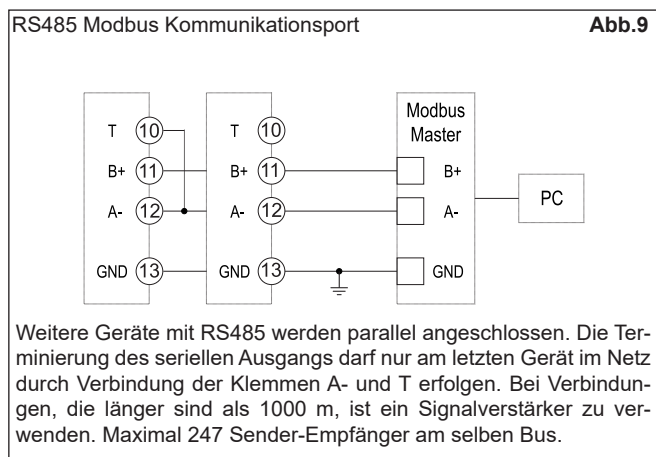 RS485 Modbus Kommunikationsport Abb.9
T 10 T 10 Modbus
Master
B+ 11 B+ 11 B+
A- 12 A- 12 A- PC
GND 13 GND 13 GND
Weitere Geräte mit RS485 werden parallel angeschlossen. Die Ter-
minierung des seriellen Ausgangs darf nur am letzten Gerät im Netz
durch Verbindung der Klemmen A- und T erfolgen. Bei Verbindun-
gen, die länger sind als 1000 m, ist ein Signalverstärker zu ver-
wenden. Maximal 247 Sender-Empfänger am selben Bus.